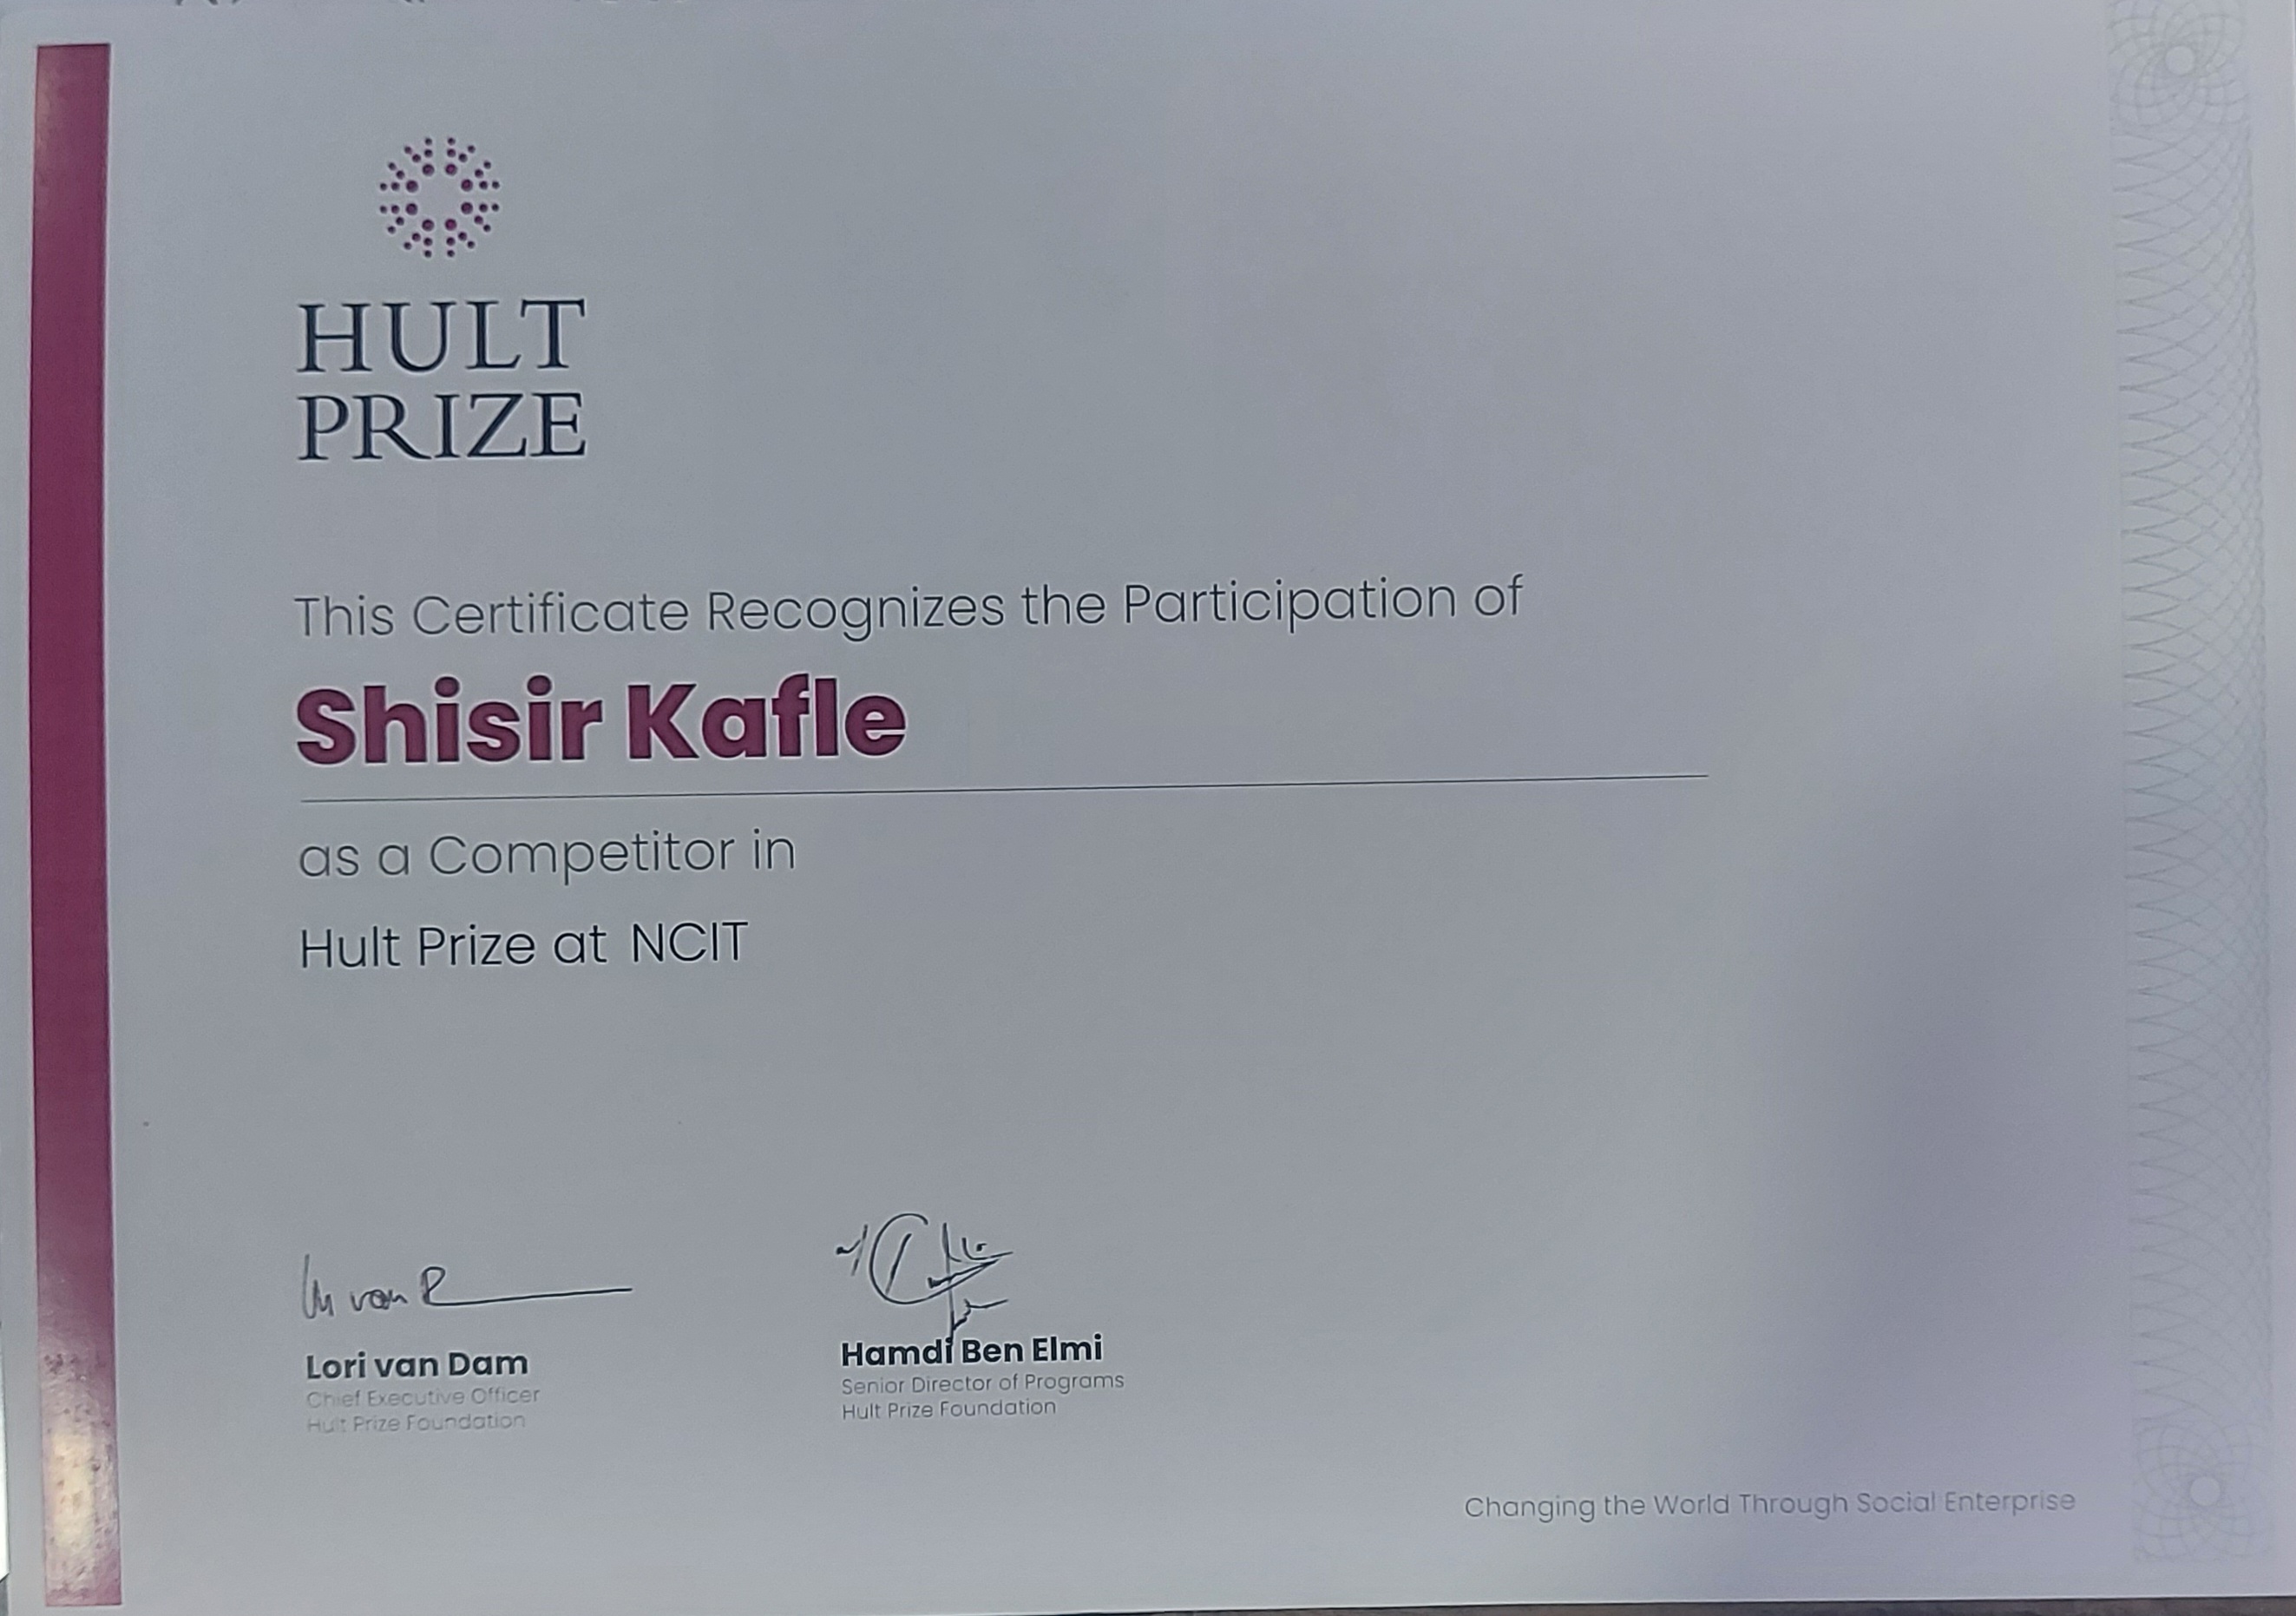 HULT
PRIZE
This Certificate Recognizes the Participation of
Shisir Kafle
as a Competitor in
Hult Prize at NCIT
Lori van Dam
Chief Executive Officer
Hult Prize Foundation
Hamdi Ben Elmi
Senior Director of Programs
Hult Prize Foundation
Changing the World Through Social Enterprise